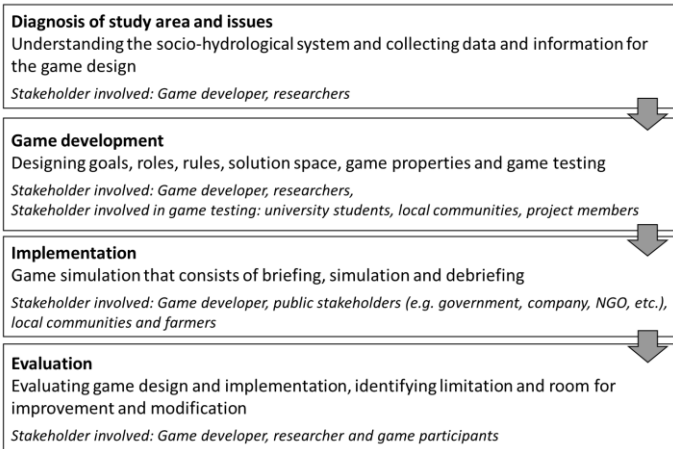 Diagnosis of study area and issues
Understanding the socio-hydrological system and collecting data and information for
the game design
Stakeholder involved: Game developer, researchers
Game development
Designing goals, roles, rules, solution space, game properties and game testing
Stakeholder involved: Game developer, researchers,
Stakeholder involved in game testing: university students, local communities, project members
Implementation
Game simulation that consists of briefing, simulation and debriefing
Stakeholder involved: Game developer, public stakeholders (e.g. government, company, NGO, etc.),
local communities and farmers
Evaluation
Evaluating game design and implementation, identifying limitation and room for
improvement and modification
Stakeholder involved: Game developer, researcher and game participants